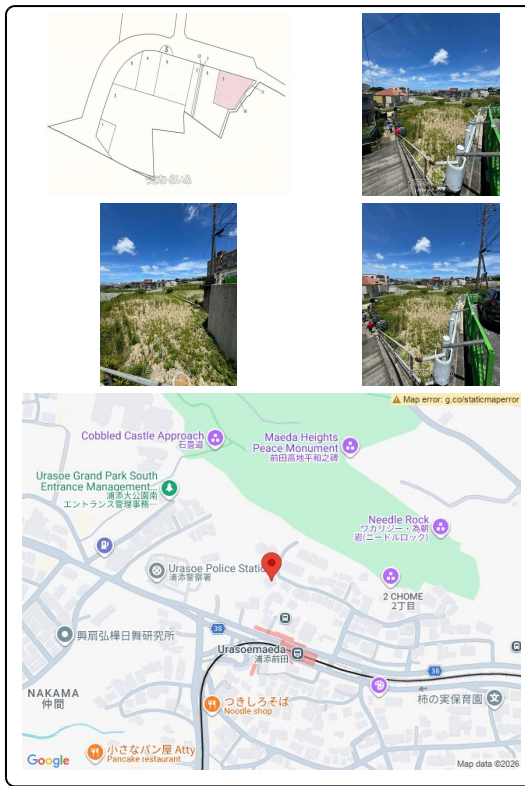 Map error: g.co/staticmaperror
Cobbled Castle Approach
石畳道
Maeda Heights
Peace Monument
前田高地平和之碑
Urasoe Grand Park South
Entrance Management...
浦添大公園南
エントランス管理事務…
Needle Rock
ワカリジー・為朝
岩(ニードルロック)
Urasoe Police Statio
浦添警察署
2 CHOME
2丁目
興扇弘樺日舞研究所
38
Urasoemaeda
浦添前田
38
NAKAMA
仲間
つきしろそば
Noodle shop
柿の実保育園
小さなパン屋 Atty
Pancake restaurant
Google
Map data ©2026